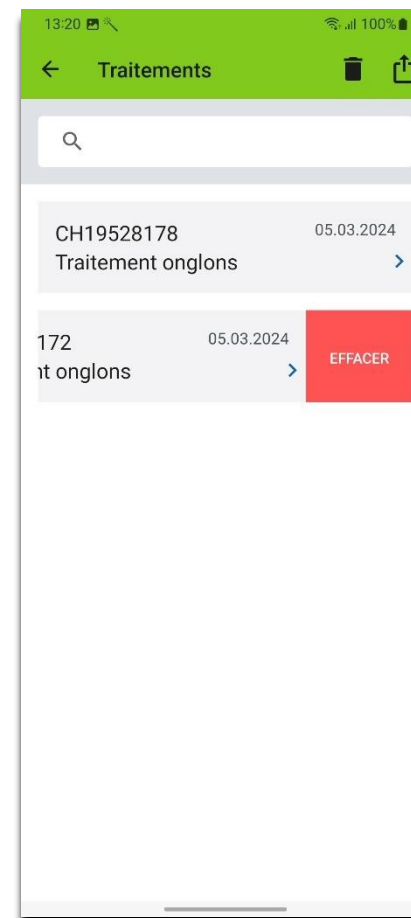 13:20 100%
Traitements
CH19528178 05.03.2024
Traitement onglons
172 05.03.2024
nt onglons
EFFACER